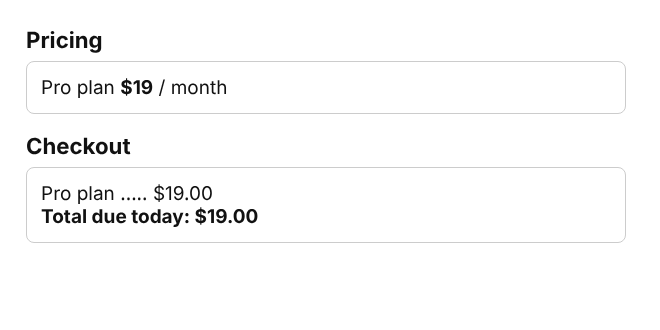 Pricing
Pro plan $19 / month
Checkout
Pro plan ..... $19.00
Total due today: $19.00